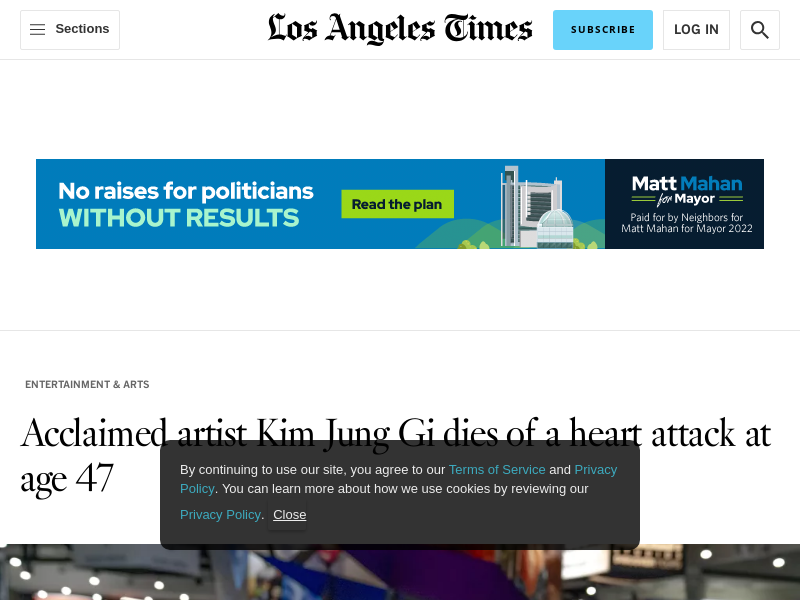 Sections
Los Angeles Times
SUBSCRIBE
LOG IN
No raises for politicians
WITHOUT RESULTS
Read the plan
Matt Mahan
for Mayor
Paid for by Neighbors for
Matt Mahan for Mayor 2022
ENTERTAINMENT & ARTS
Acclaimed artist Kim Jung Gi dies of a heart attack at
age 47
By continuing to use our site, you agree to our Terms of Service and Privacy
Policy. You can learn more about how we use cookies by reviewing our
Privacy Policy. Close